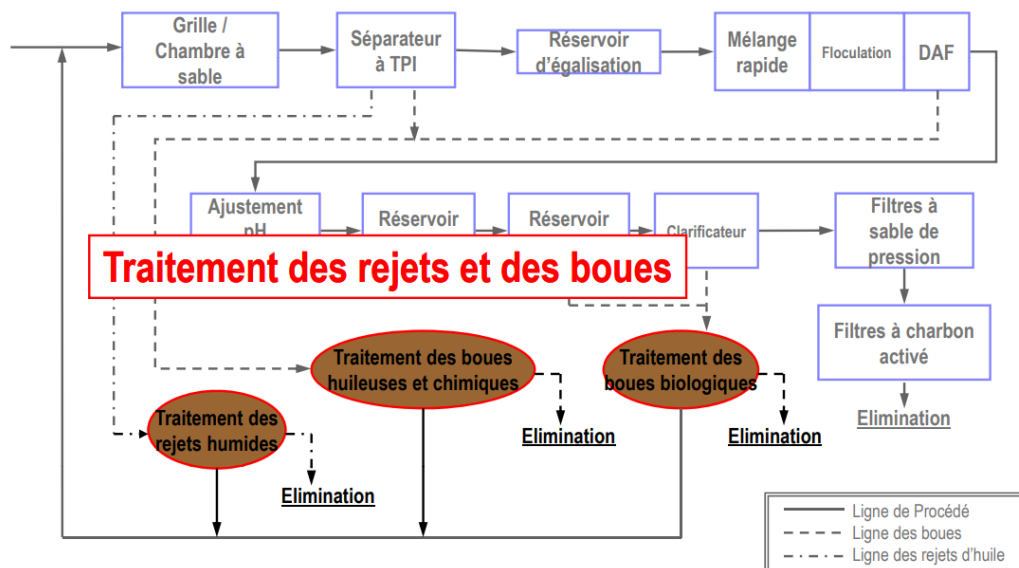 Grille /
Chambre à
sable
Séparateur
à TPI
Réservoir
d'égalisation
Mélange
rapide
Floculation
DAF
Ajustement
pH
Réservoir
Réservoir
Clarificateur
Filtres à
sable de
pression
Traitement des rejets et des boues
Filtres à charbon
activé
Traitement des boues
huileuses et chimiques
Traitement des
boues biologiques
Elimination
Traitement des
rejets humides
Elimination
Elimination
Elimination
Ligne de Procédé
Ligne des boues
Ligne des rejets d'huile